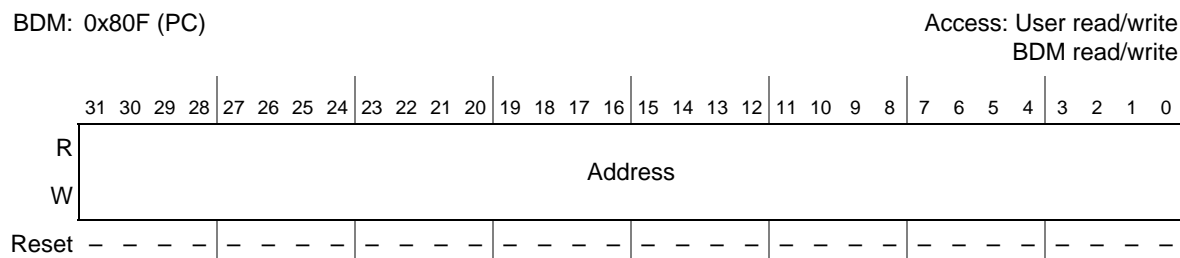 BDM: 0x80F (PC) Access: User read/write
BDM read/write
31 30 29 28 27 26 25 24 23 22 21 20 19 18 17 16 15 14 13 12 11 10 9 8 7 6 5 4 3 2 1 0
R
Address
W
Reset – – – – – – – – – – – – – – – – – – – – – – – – – – – – – – – –